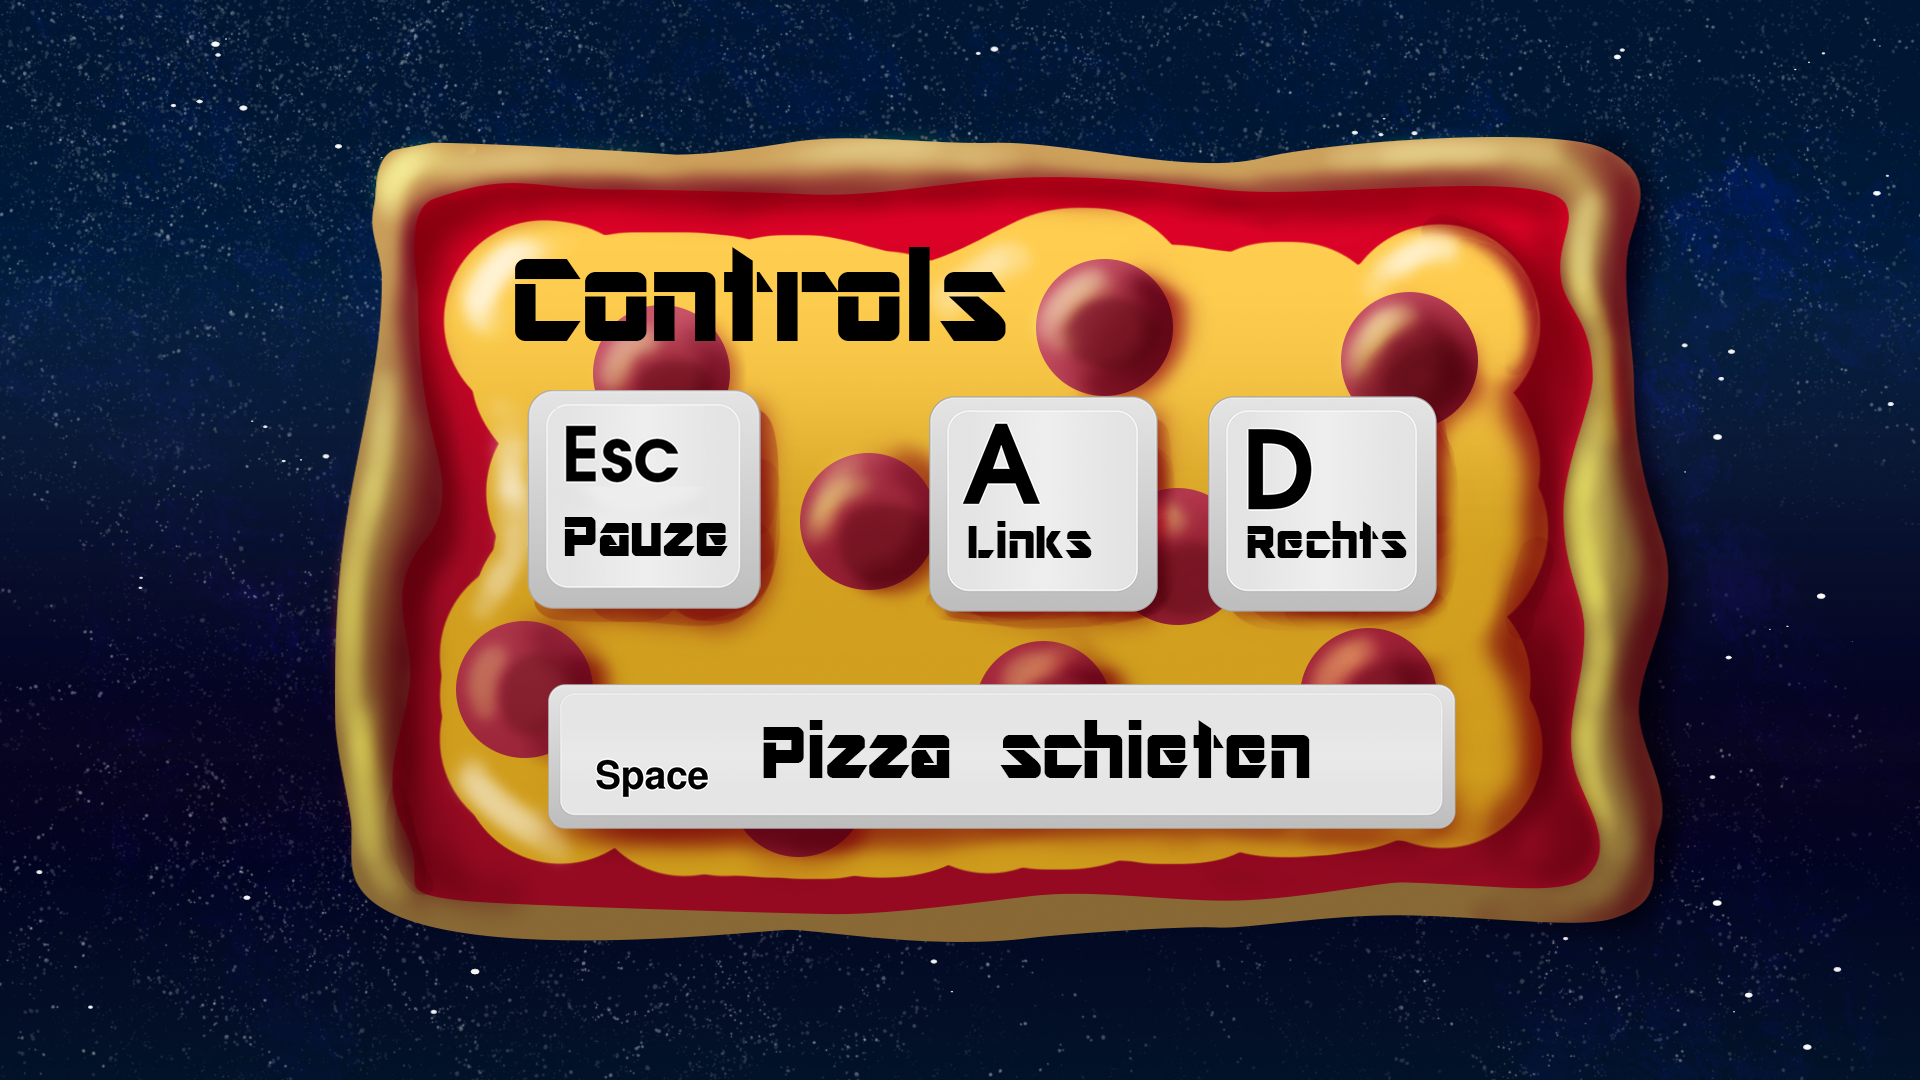 Controls
Esc
Pauze
A
Links
D
Rechts
Space Pizza schieten